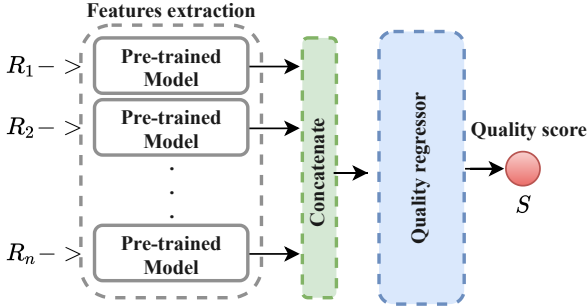 Features extraction
R₁ − >
Pre-trained
Model
R₂ − >
Pre-trained
Model
.
.
.
Rₙ − >
Pre-trained
Model
Concatenate
Quality regressor
Quality score
S